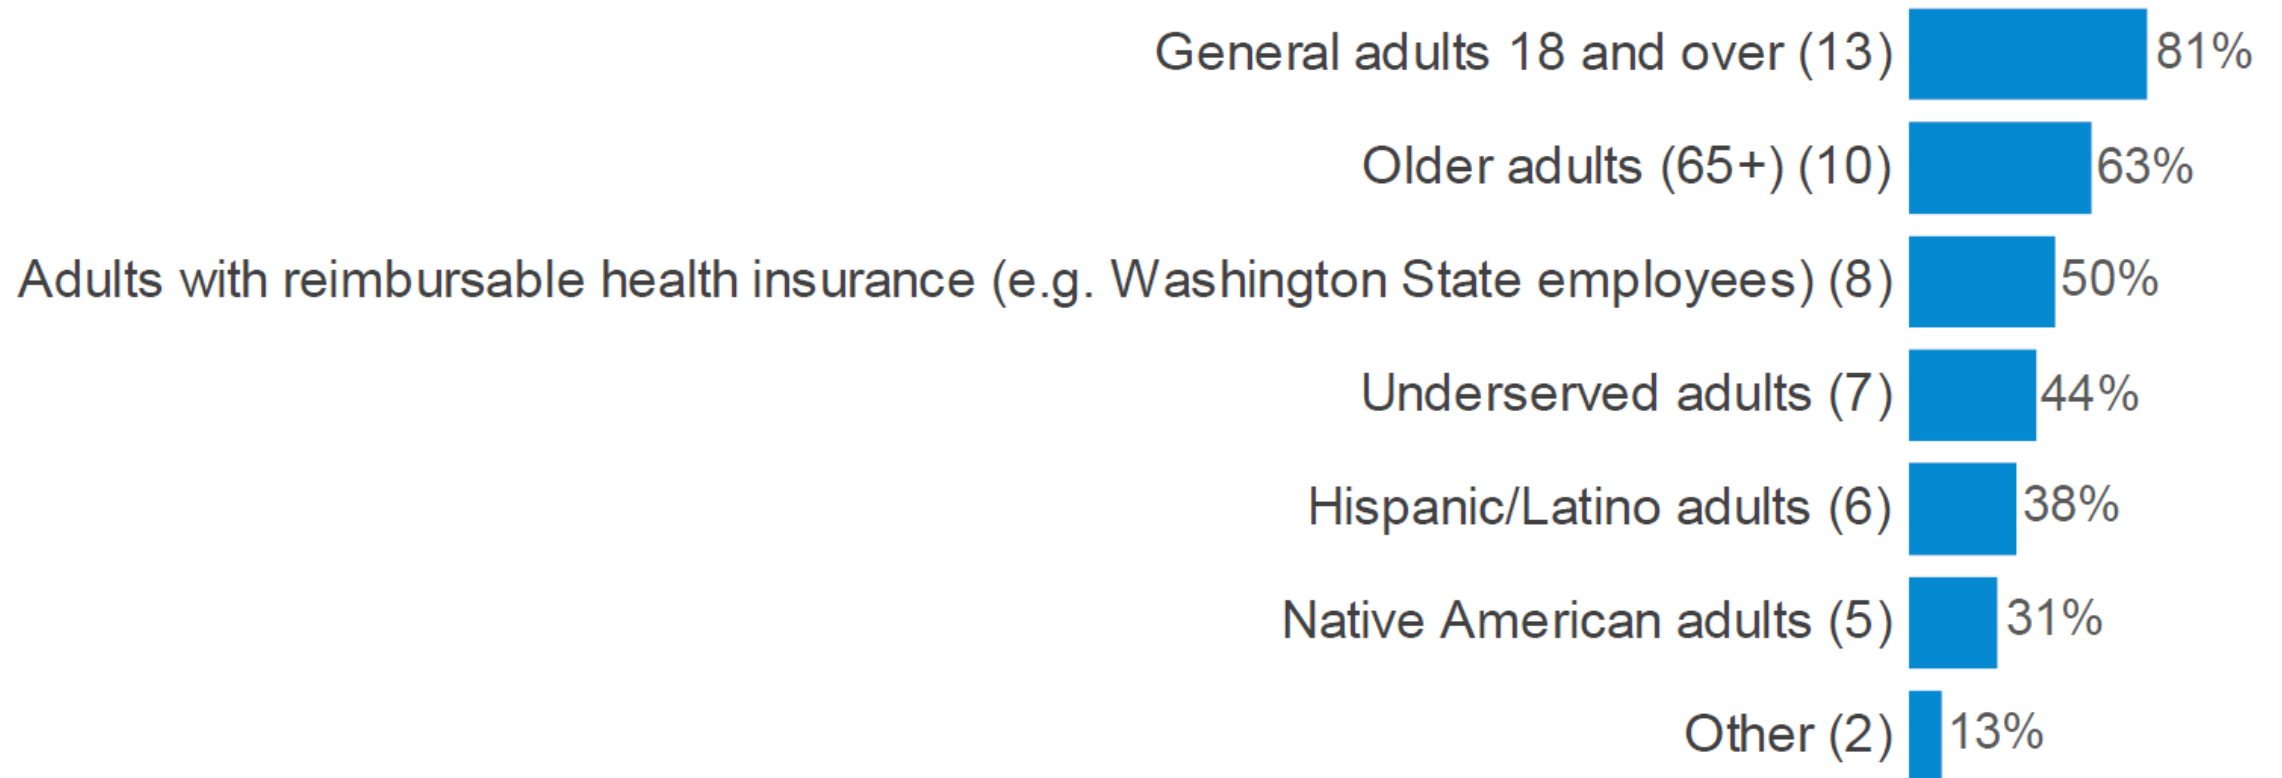 General adults 18 and over (13) 81%
Older adults (65+) (10) 63%
Adults with reimbursable health insurance (e.g. Washington State employees) (8) 50%
Underserved adults (7) 44%
Hispanic/Latino adults (6) 38%
Native American adults (5) 31%
Other (2) 13%